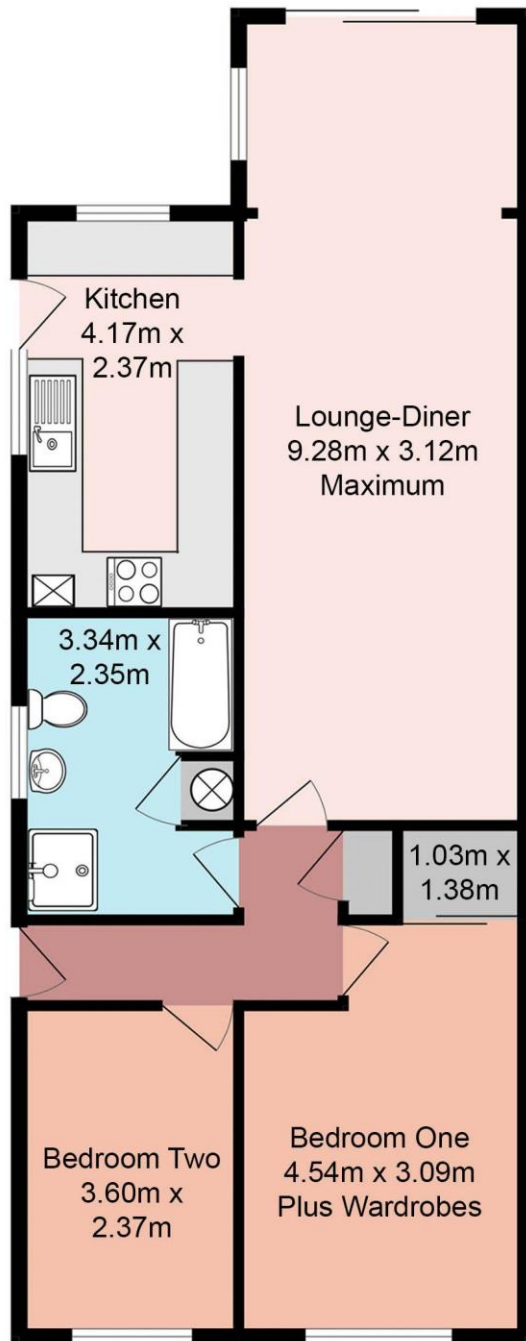 Kitchen
4.17m x
2.37m
Lounge-Diner
9.28m x 3.12m
Maximum
3.34m x
2.35m
1.03m x
1.38m
Bedroom Two
3.60m x
2.37m
Bedroom One
4.54m x 3.09m
Plus Wardrobes